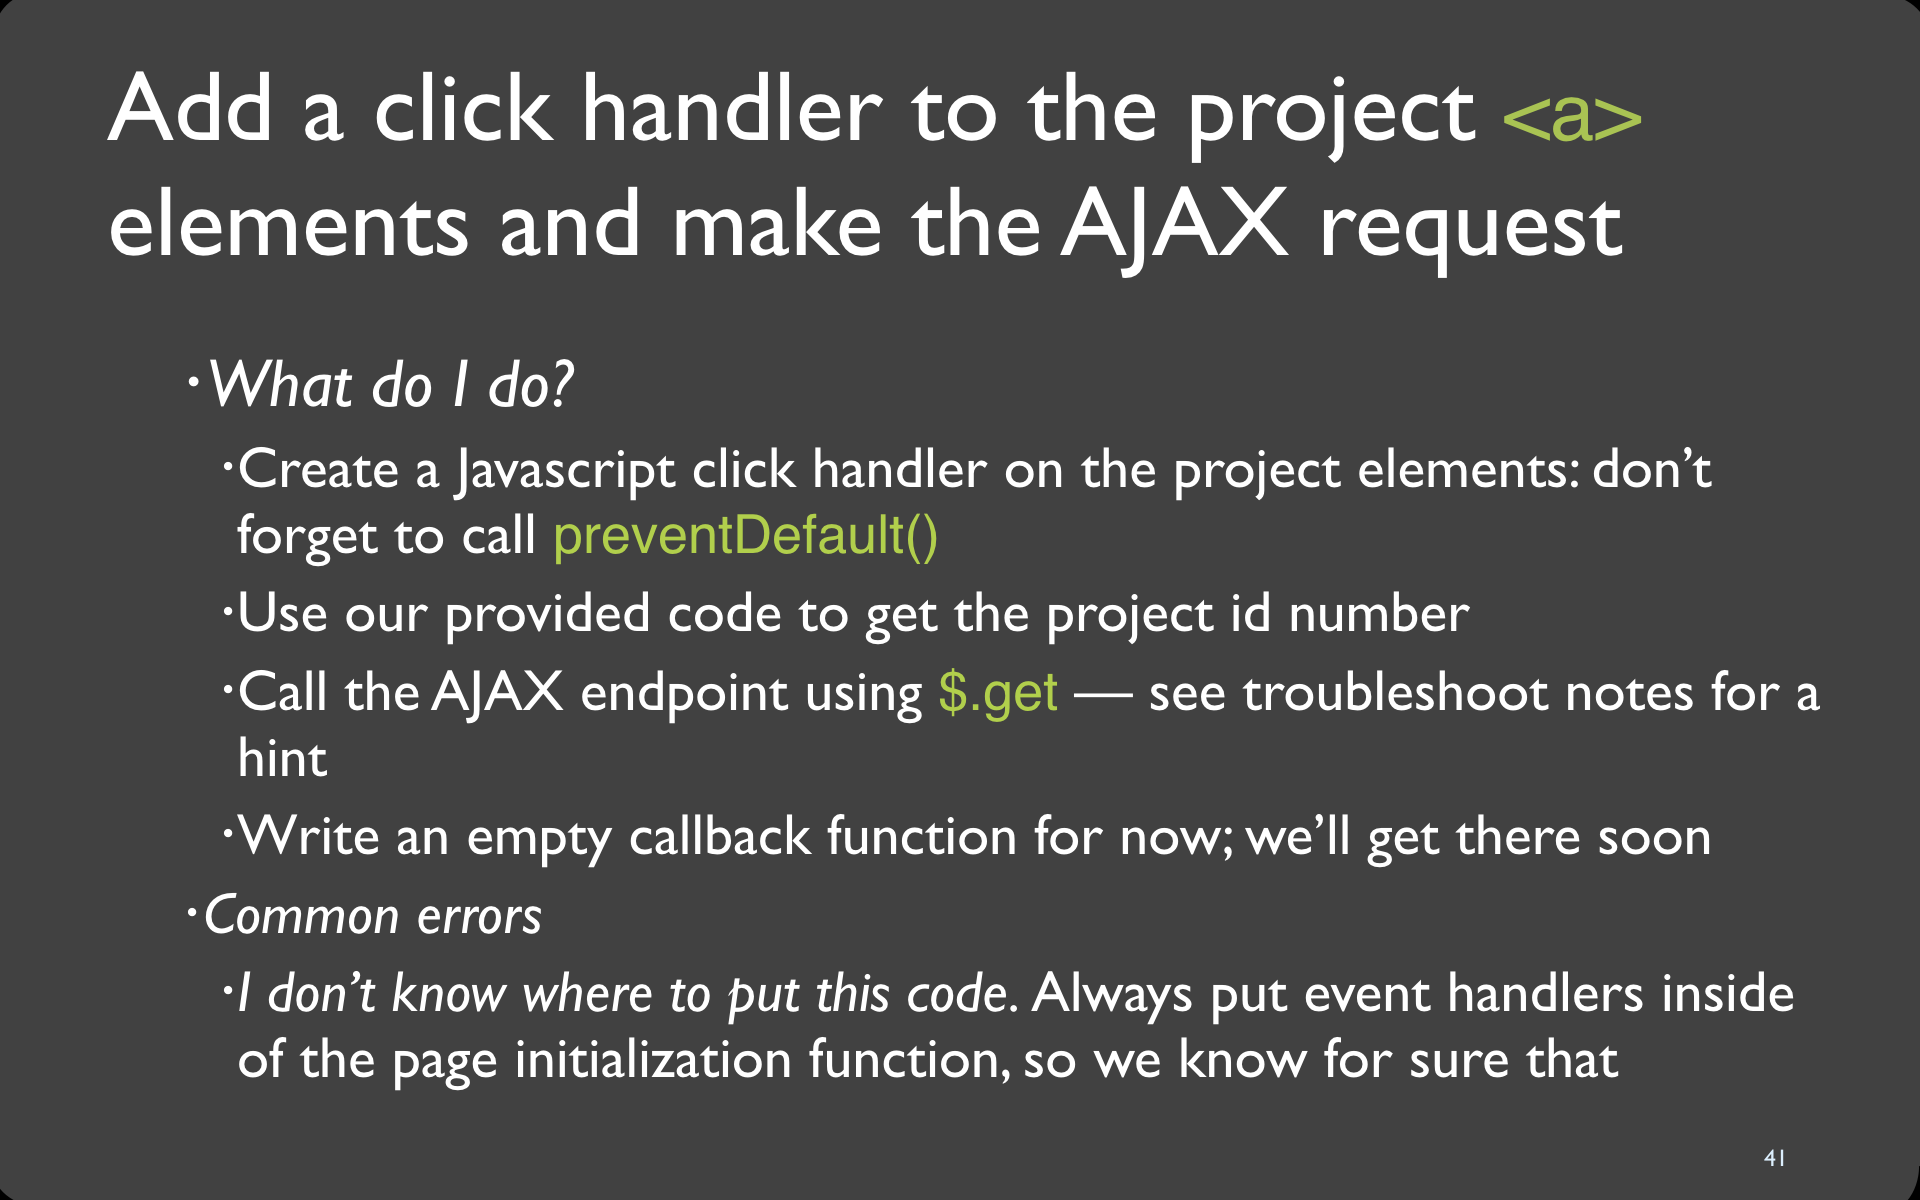 Add a click handler to the project <a>
elements and make the AJAX request
•What do I do?
•Create a Javascript click handler on the project elements: don’t
forget to call preventDefault()
•Use our provided code to get the project id number
•Call the AJAX endpoint using $.get — see troubleshoot notes for a
hint
•Write an empty callback function for now; we’ll get there soon
•Common errors
•I don’t know where to put this code. Always put event handlers inside
of the page initialization function, so we know for sure that
41